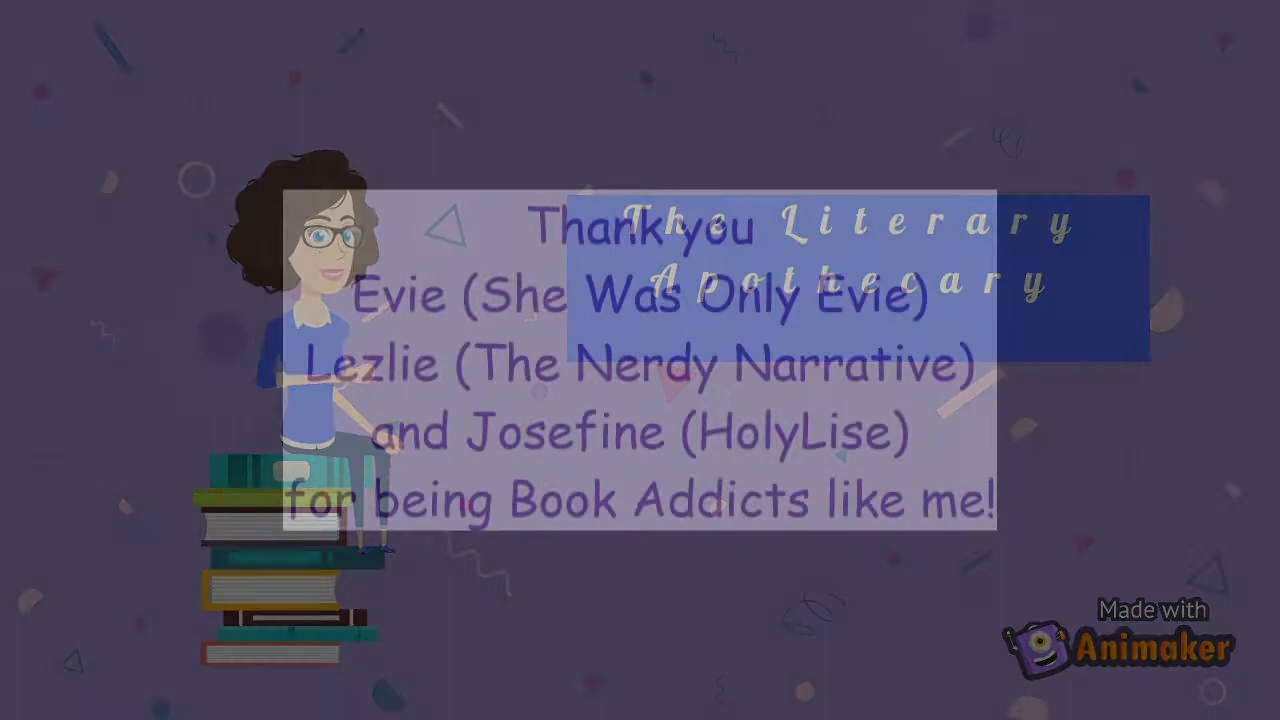 Thank you
Evie (She Was Only Evie)
Lezlie (The Nerdy Narrative)
and Josefine (HolyLise)
for being Book Addicts like me!
The Literary
Apothecary
Made with
Animaker